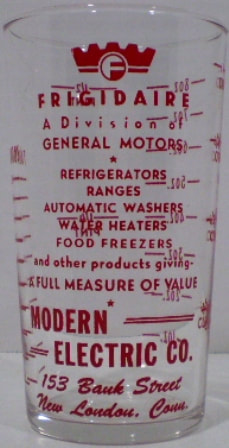 F
FRIGIDAIRE
A Division of
GENERAL MOTORS
REFRIGERATORS
RANGES
AUTOMATIC WASHERS
WATER HEATERS
FOOD FREEZERS
and other products giving-
A FULL MEASURE OF VALUE
MODERN
ELECTRIC CO.
153 Bank Street
New London, Conn.